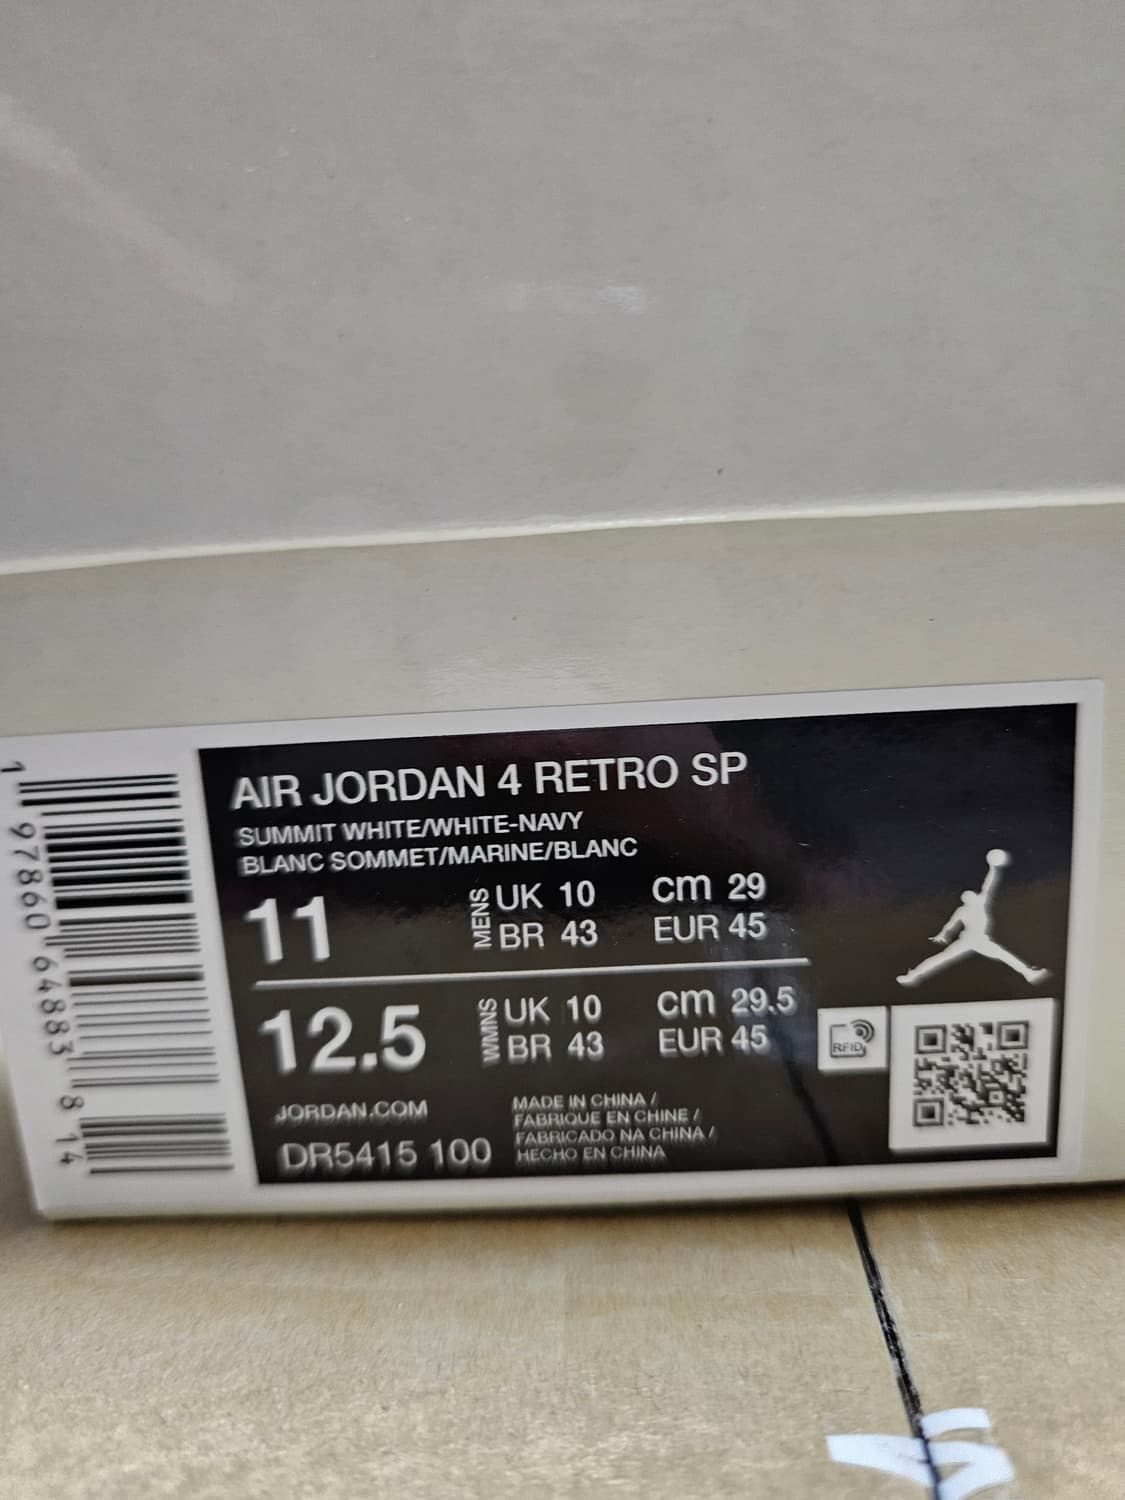 AIR JORDAN 4 RETRO SP
SUMMIT WHITE/WHITE-NAVY
BLANC SOMMET/MARINE/BLANC
11 MENS UK 10 cm 29
BR 43 EUR 45
12.5 WMNS UK 10 cm 29.5
BR 43 EUR 45
JORDAN.COM
DR5415 100
MADE IN CHINA /
FABRIQUE EN CHINE /
FABRICADO NA CHINA /
HECHO EN CHINA
RFID
1 97860 64883 8 14